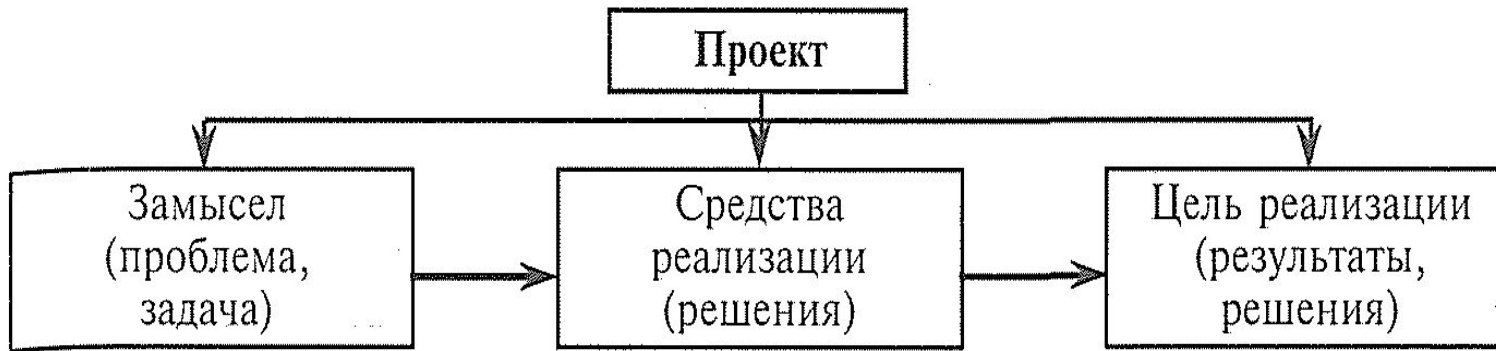 Проект
Замысел
(проблема,
задача)
Средства
реализации
(решения)
Цель реализации
(результаты,
решения)